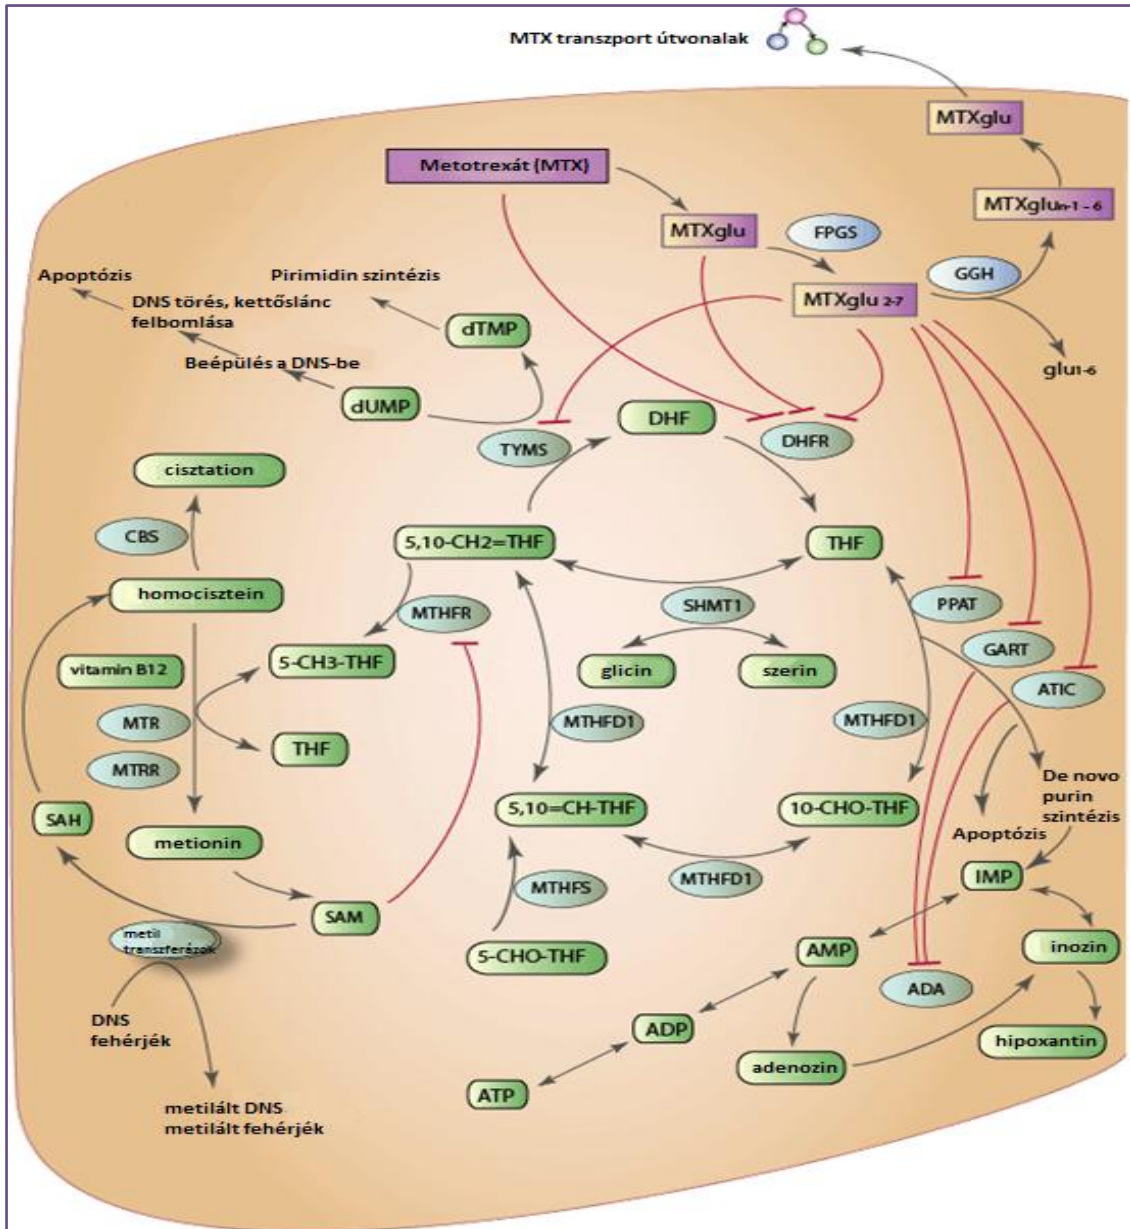 MTX transzport útvonalak
MTXglu
Metotrexát (MTX)
MTXglun-1 - 6
MTXglu
FPGS
GGH
Apoptózis
Pirimidin szintézis
MTXglu 2-7
DNS törés, kettőslánc
felbomlása
dTMP
Beépülés a DNS-be
glu1-6
dUMP
DHF
TYMS
DHFR
cisztation
CBS
5,10-CH2=THF
THF
homocisztein
MTHFR
SHMT1
PPAT
vitamin B12
5-CH3-THF
glicin
szerin
GART
ATIC
MTR
MTHFD1
MTHFD1
THF
MTRR
De novo
purin
szintézis
SAH
5,10=CH-THF
10-CHO-THF
Apoptózis
metionin
MTHFS
MTHFD1
IMP
SAM
metil
transzferázok
5-CHO-THF
AMP
inozin
ADA
DNS
fehérjék
ADP
hipoxantin
adenozin
ATP
metilált DNS
metilált fehérjék